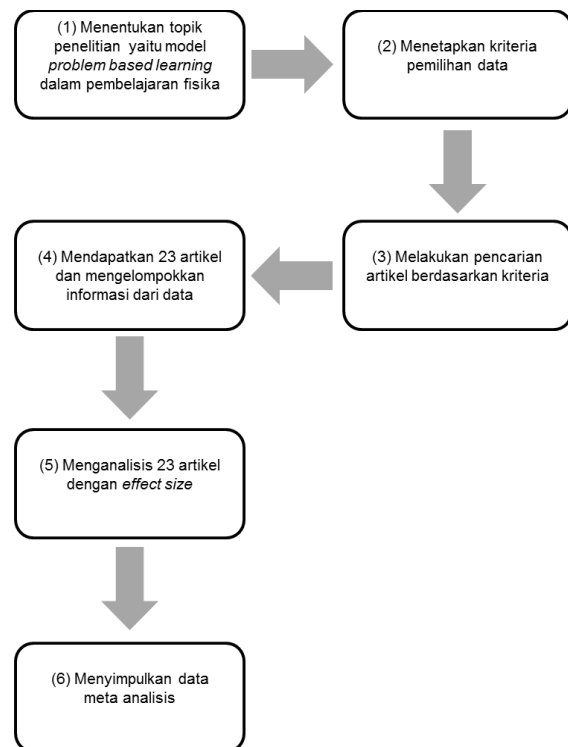 (1) Menentukan topik
penelitian yaitu model
problem based learning
dalam pembelajaran fisika
(2) Menetapkan kriteria
pemilihan data
(3) Melakukan pencarian
artikel berdasarkan kriteria
(4) Mendapatkan 23 artikel
dan mengelompokkan
informasi dari data
(5) Menganalisis 23 artikel
dengan effect size
(6) Menyimpulkan data
meta analisis